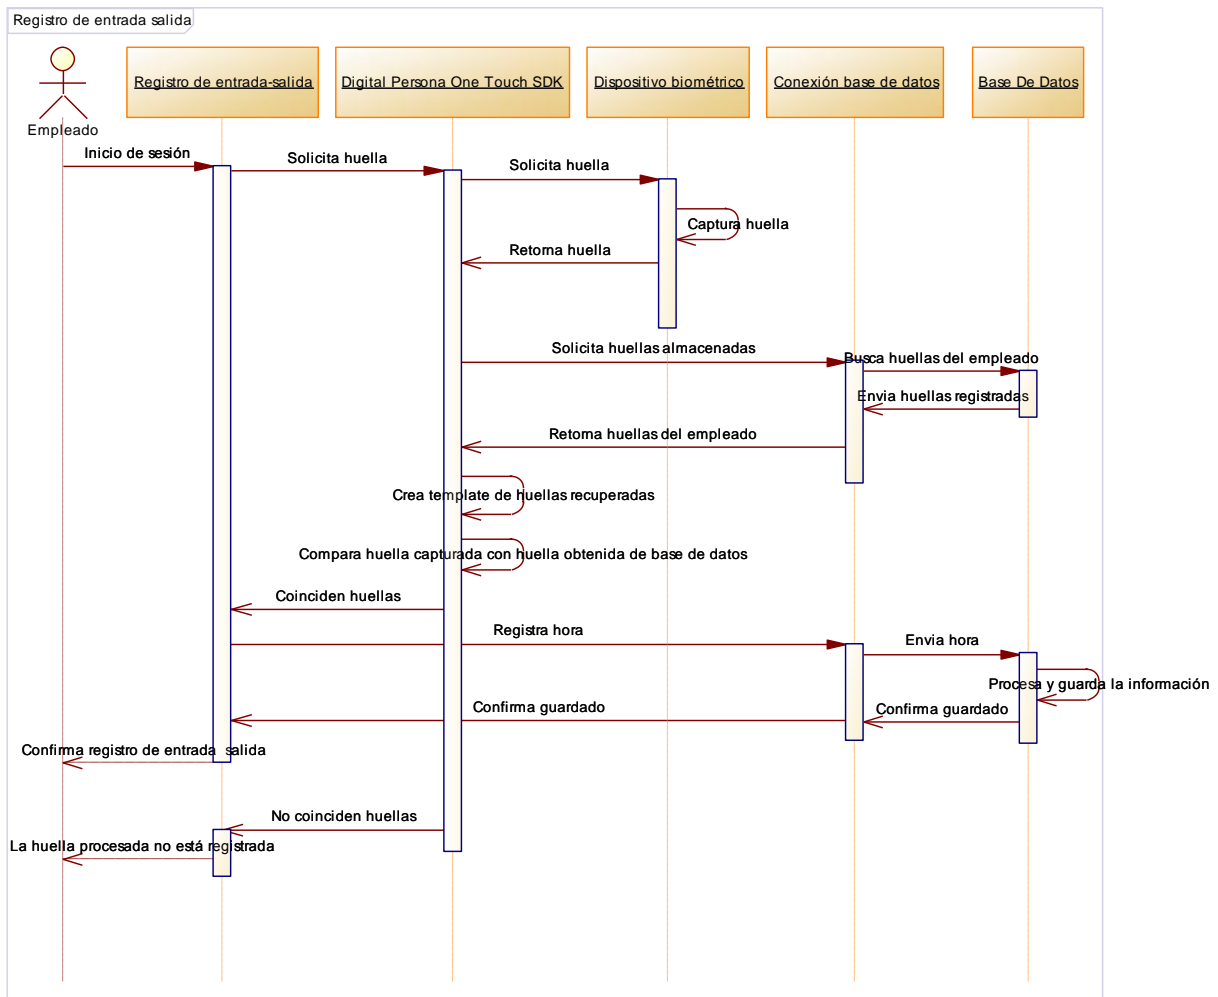 Registro de entrada salida
Empleado
Registro de entrada-salida
Digital Persona One Touch SDK
Dispositivo biométrico
Conexión base de datos
Base De Datos
Inicio de sesión
Solicita huella
Solicita huella
Captura huella
Retorna huella
Solicita huellas almacenadas
Busca huellas del empleado
Envia huellas registradas
Retorna huellas del empleado
Crea template de huellas recuperadas
Compara huella capturada con huella obtenida de base de datos
Coinciden huellas
Registra hora
Envia hora
Procesa y guarda la información
Confirma guardado
Confirma guardado
Confirma registro de entrada salida
No coinciden huellas
La huella procesada no está registrada